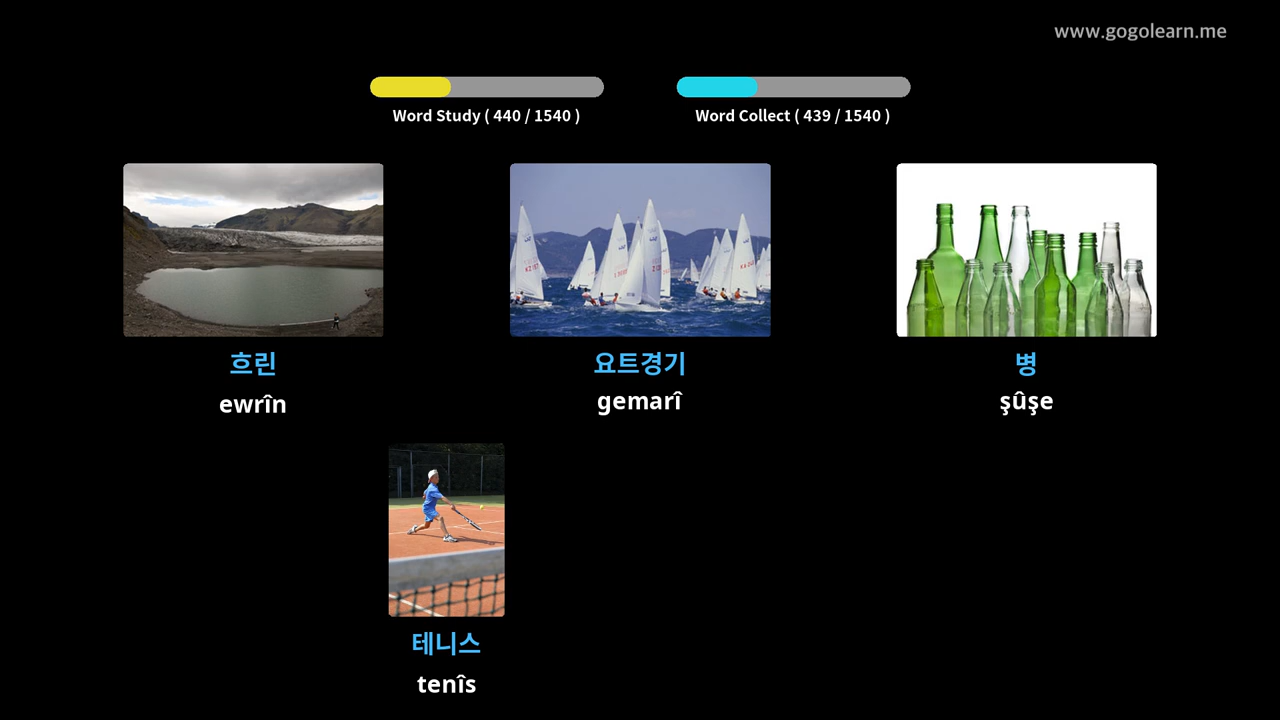 www.gogolearn.me
Word Study ( 440 / 1540 )
Word Collect ( 439 / 1540 )
흐린
ewrîn
요트경기
gemarî
병
şûşe
테니스
tenîs